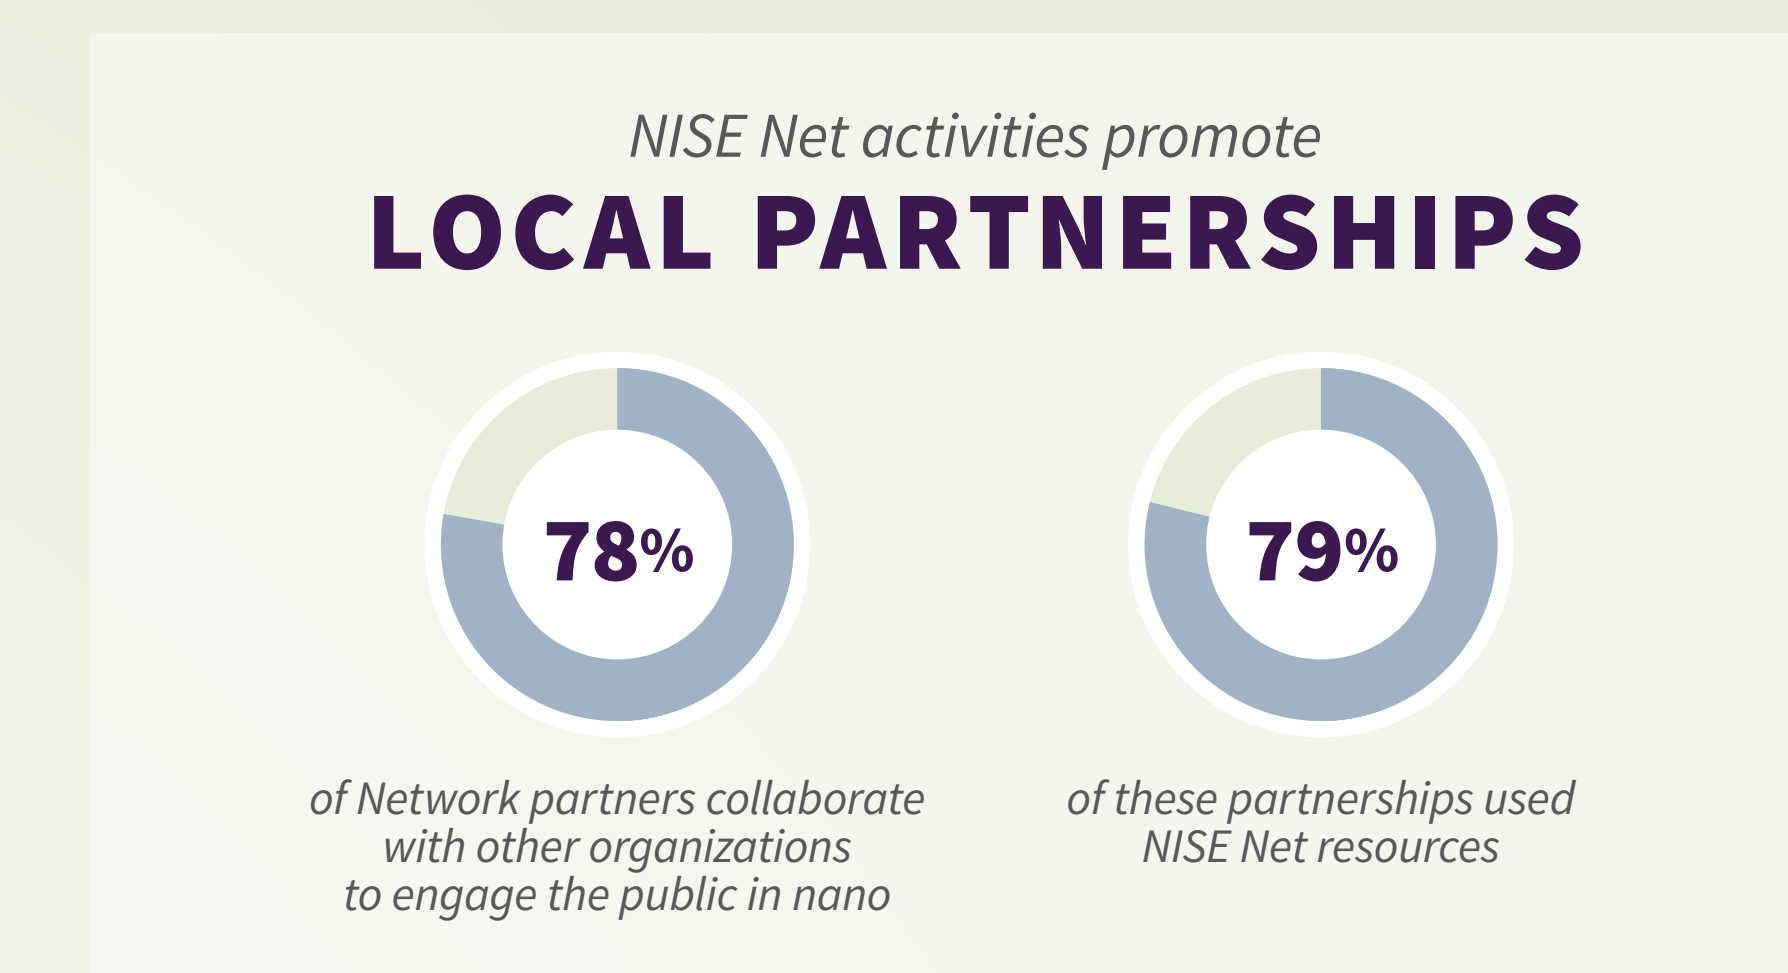 NISE Net activities promote
LOCAL PARTNERSHIPS
78%
of Network partners collaborate
with other organizations
to engage the public in nano
79%
of these partnerships used
NISE Net resources